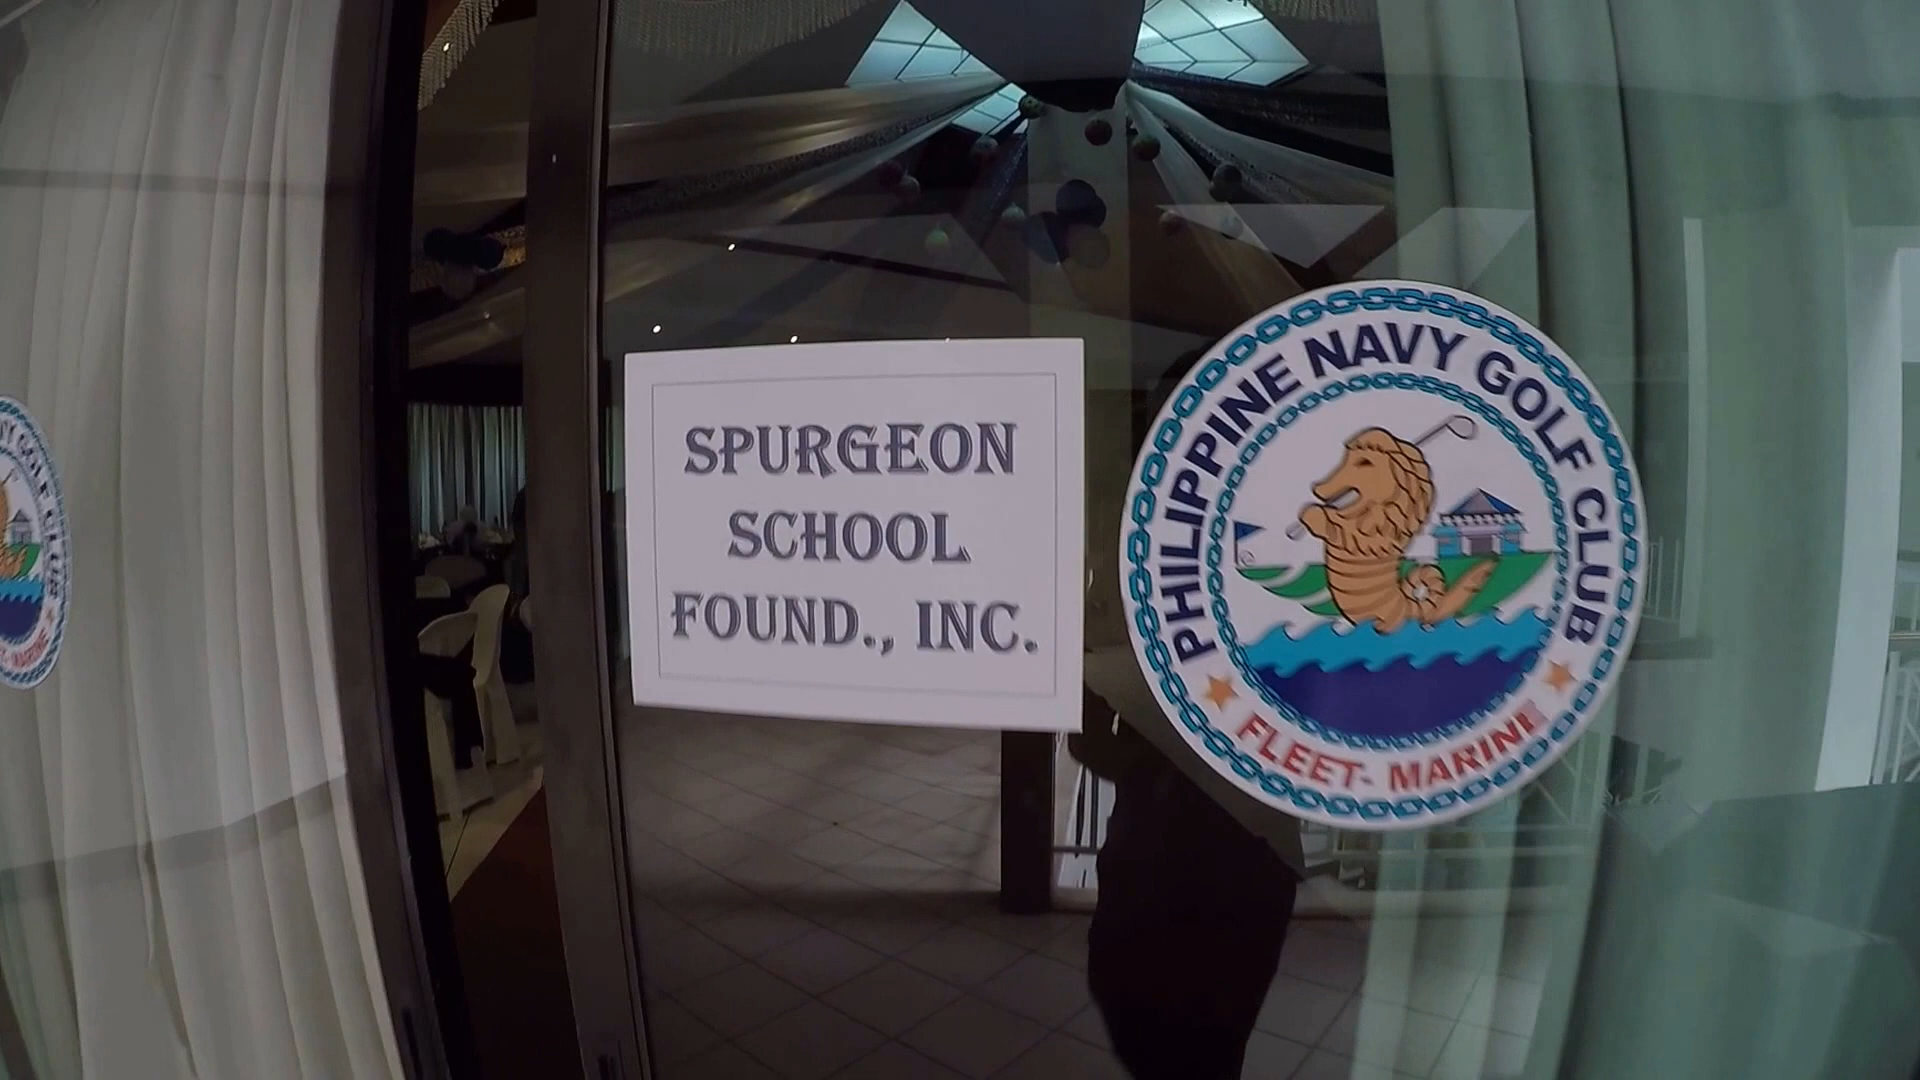 SPURGEON
SCHOOL
FOUND., INC.
PHILIPPINE NAVY GOLF CLUB
FLEET- MARINE